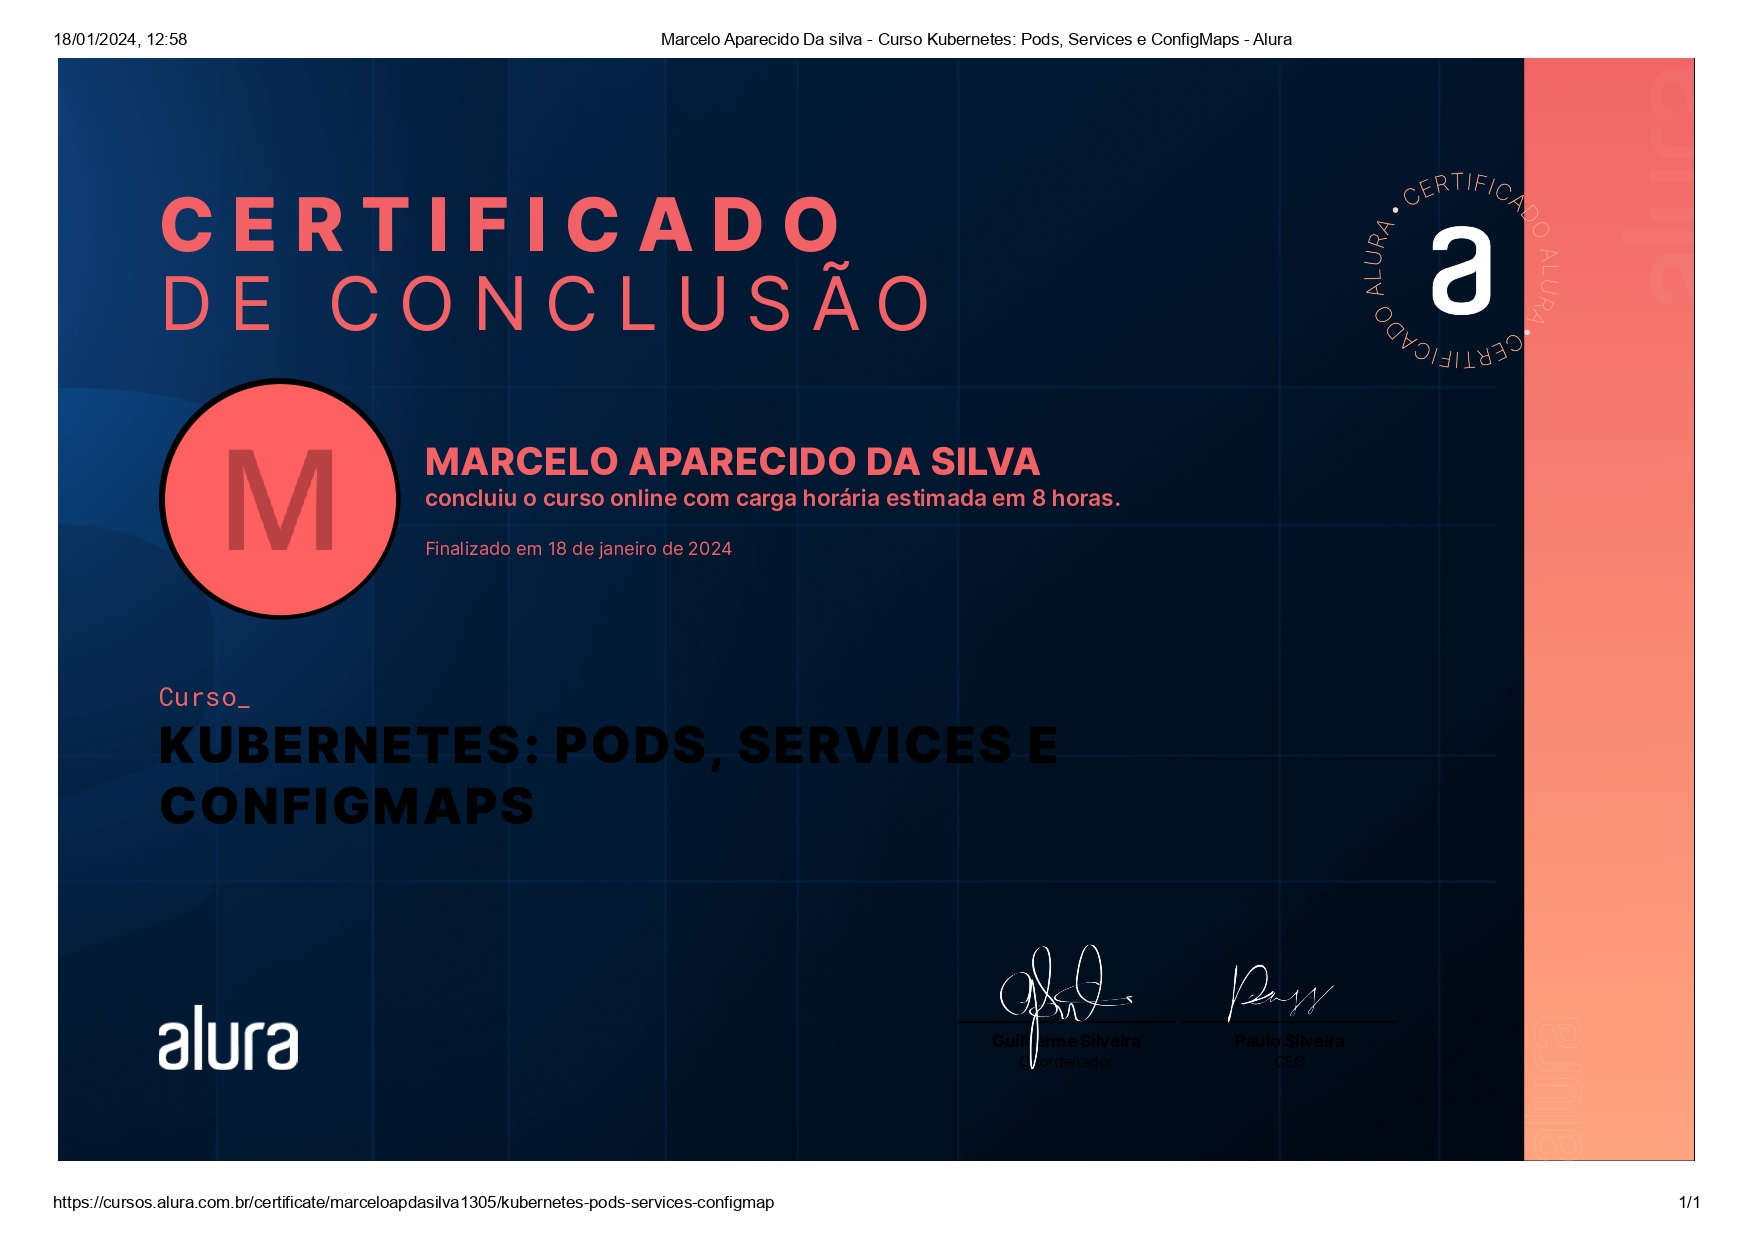 18/01/2024, 12:58
Marcelo Aparecido Da silva - Curso Kubernetes: Pods, Services e ConfigMaps - Alura
alura
CERTIFICADO
DE CONCLUSÃO
CERTIFICADO ALURA • CERTIFICADO ALURA •
a
M
MARCELO APARECIDO DA SILVA
concluiu o curso online com carga horária estimada em 8 horas.
Finalizado em 18 de janeiro de 2024
Curso_
KUBERNETES: PODS, SERVICES E
CONFIGMAPS
alura
Guilherme Silveira
Coordenador
Paulo Silveira
CEO
alura
https://cursos.alura.com.br/certificate/marceloapdasilva1305/kubernetes-pods-services-configmap
1/1